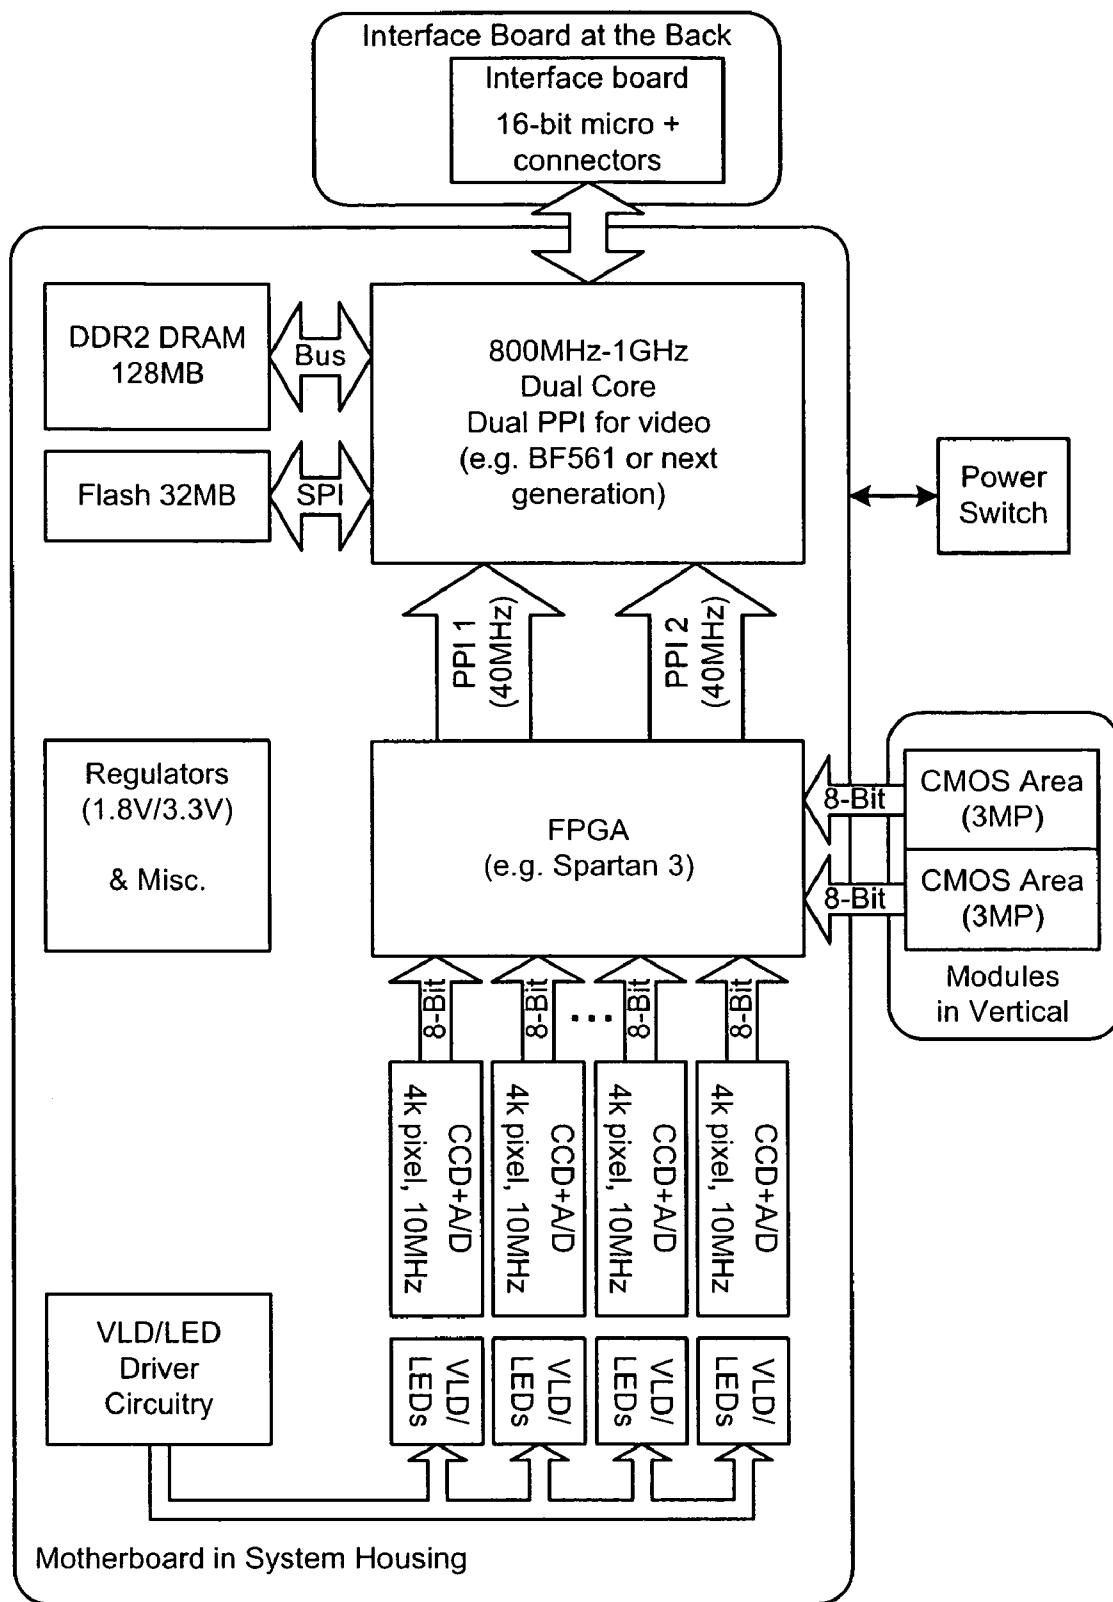 Interface Board at the Back
Interface board
16-bit micro +
connectors
DDR2 DRAM
128MB
Bus
800MHz-1GHz
Dual Core
Dual PPI for video
(e.g. BF561 or next
generation)
Flash 32MB
SPI
Power
Switch
PPI 1
(40MHz)
PPI 2
(40MHz)
Regulators
(1.8V/3.3V)
& Misc.
FPGA
(e.g. Spartan 3)
8-Bit
CMOS Area
(3MP)
8-Bit
CMOS Area
(3MP)
Modules
in Vertical
8-Bit
8-Bit
...
8-Bit
8-Bit
CCD+A/D
4k pixel, 10MHz
CCD+A/D
4k pixel, 10MHz
CCD+A/D
4k pixel, 10MHz
CCD+A/D
4k pixel, 10MHz
VLD/LED
Driver
Circuitry
VLD/
LEDs
VLD/
LEDs
VLD/
LEDs
VLD/
LEDs
Motherboard in System Housing